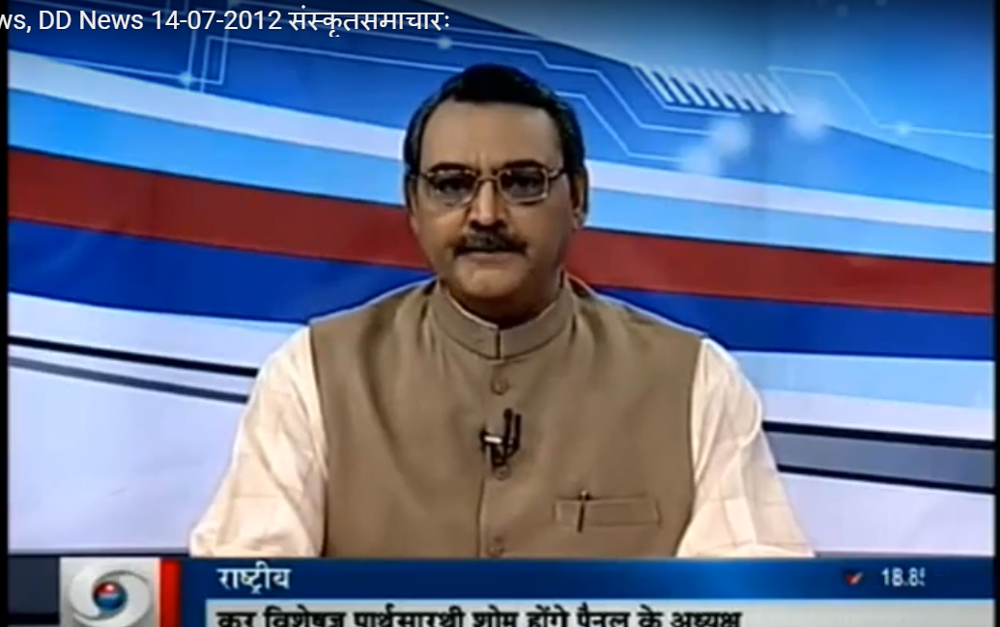 ws, DD News 14-07-2012 संस्कृतसमाचारः
राष्ट्रीय
18.8
कर विशेषज्ञ पार्थसारथी शोम होंगे पैनल के अध्यक्ष